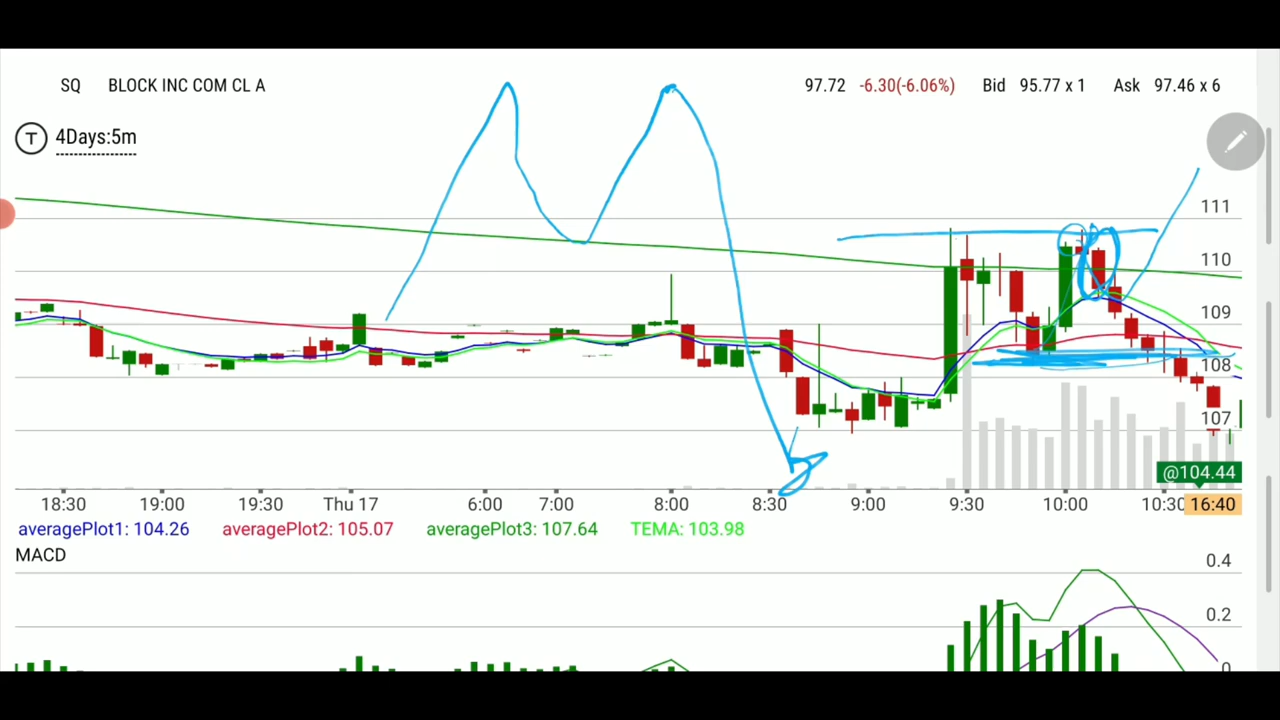 SQ BLOCK INC COM CL A 97.72 -6.30(-6.06%) Bid 95.77 x 1 Ask 97.46 x 6
T 4Days:5m
111
110
109
108
107
@104.44
18:30 19:00 19:30 Thu 17 6:00 7:00 8:00 8:30 9:00 9:30 10:00 10:30 16:40
averagePlot1: 104.26 averagePlot2: 105.07 averagePlot3: 107.64 TEMA: 103.98
MACD
0.4
0.2
0